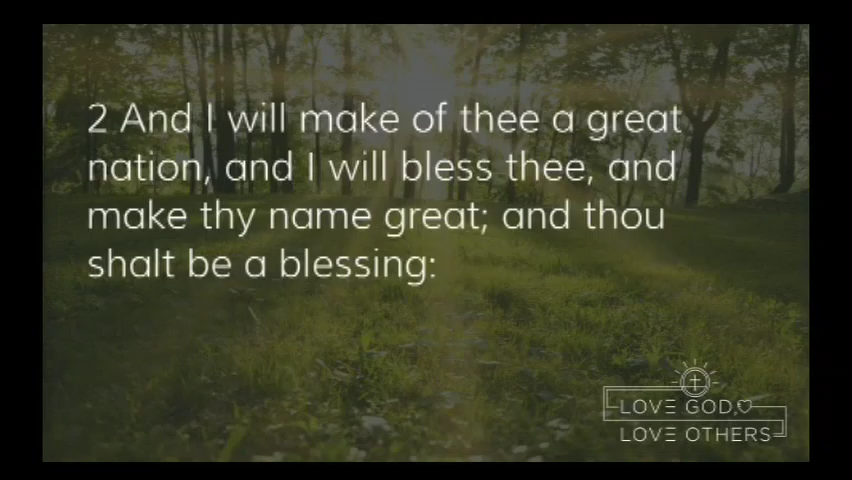 2 And I will make of thee a great
nation, and I will bless thee, and
make thy name great; and thou
shalt be a blessing:
LOVE GOD,
LOVE OTHERS